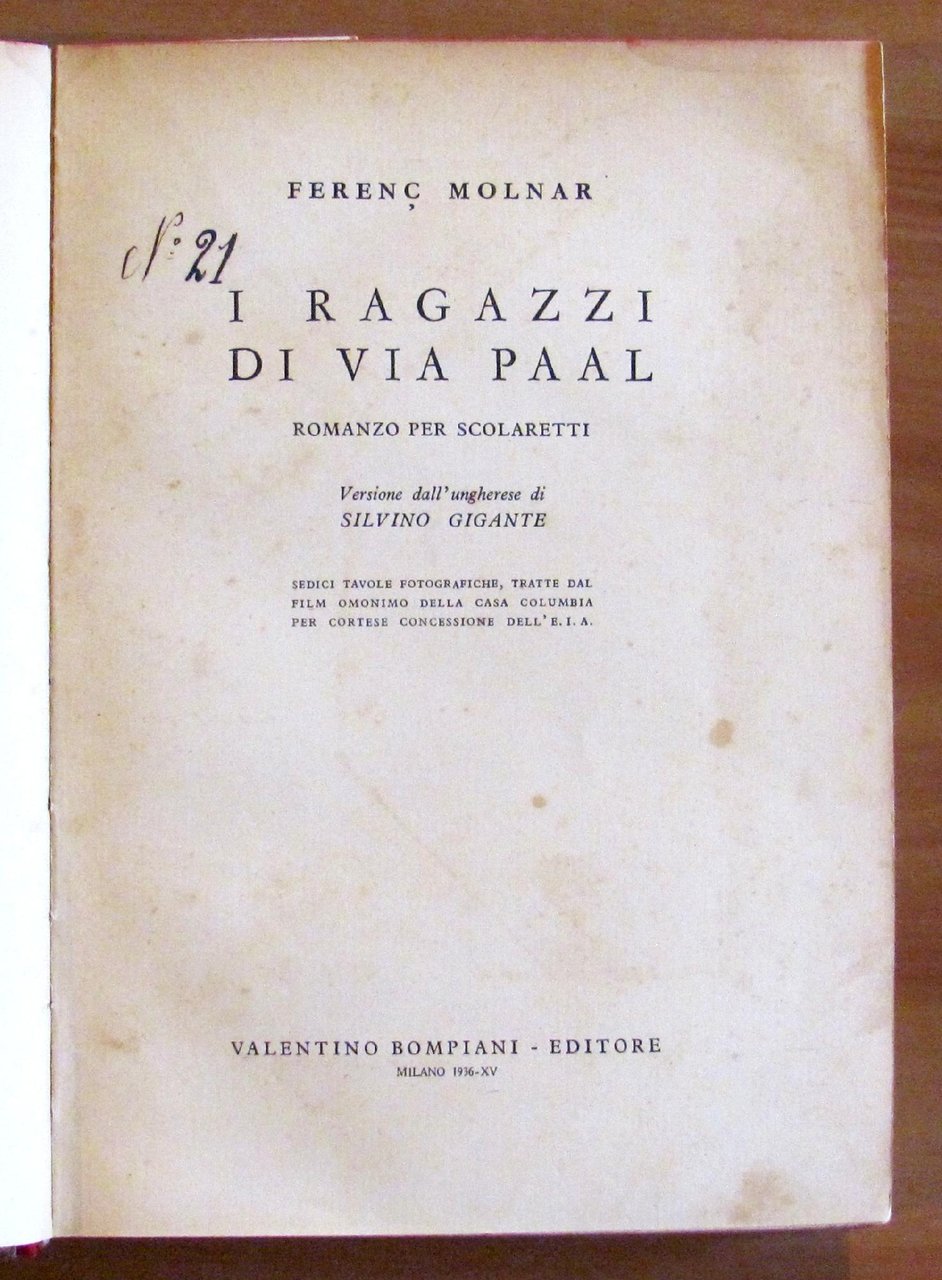 FERENÇ MOLNAR
N.º 21
I RAGAZZI
DI VIA PAAL
ROMANZO PER SCOLARETTI
Versione dall'ungherese di
SILVINO GIGANTE
SEDICI TAVOLE FOTOGRAFICHE, TRATTE DAL
FILM OMONIMO DELLA CASA COLUMBIA
PER CORTESE CONCESSIONE DELL'E. I. A.
VALENTINO BOMPIANI - EDITORE
MILANO 1936-XV